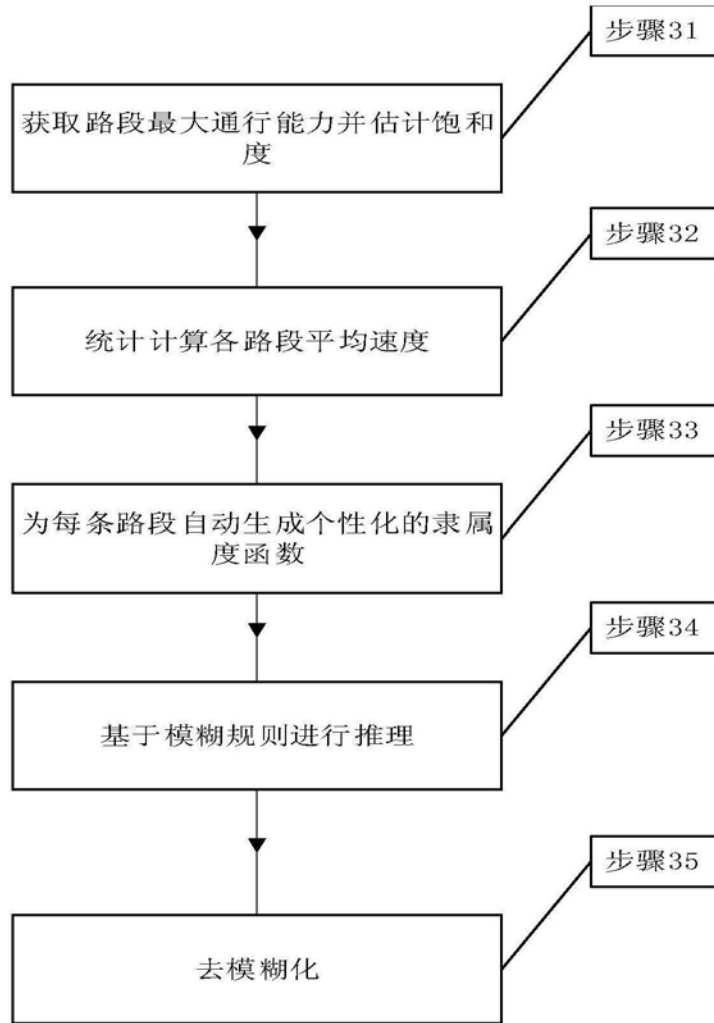 步骤31
获取路段最大通行能力并估计饱和
度
步骤32
统计计算各路段平均速度
步骤33
为每条路段自动生成个性化的隶属
度函数
步骤34
基于模糊规则进行推理
步骤35
去模糊化